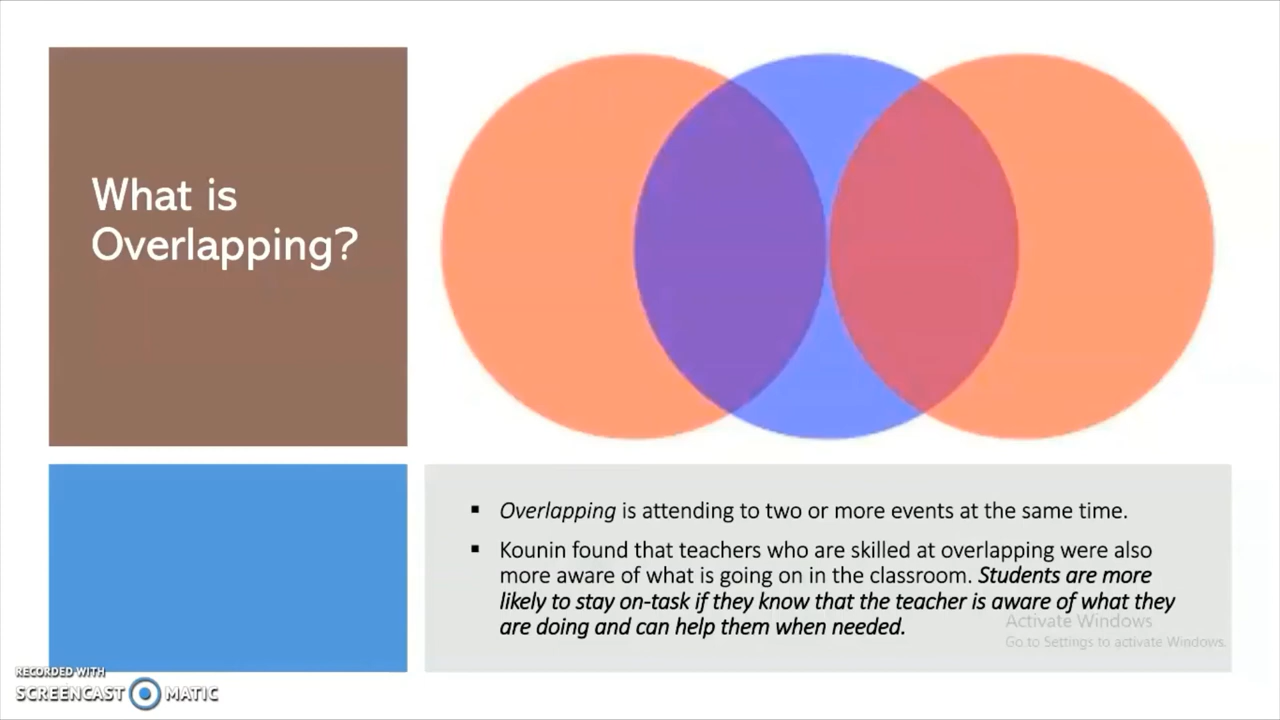 What is
Overlapping?
▪ Overlapping is attending to two or more events at the same time.
▪ Kounin found that teachers who are skilled at overlapping were also
more aware of what is going on in the classroom. Students are more
likely to stay on-task if they know that the teacher is aware of what they
are doing and can help them when needed.
Activate Windows
Go to Settings to activate Windows.
RECORDED WITH
SCREENCAST MATIC